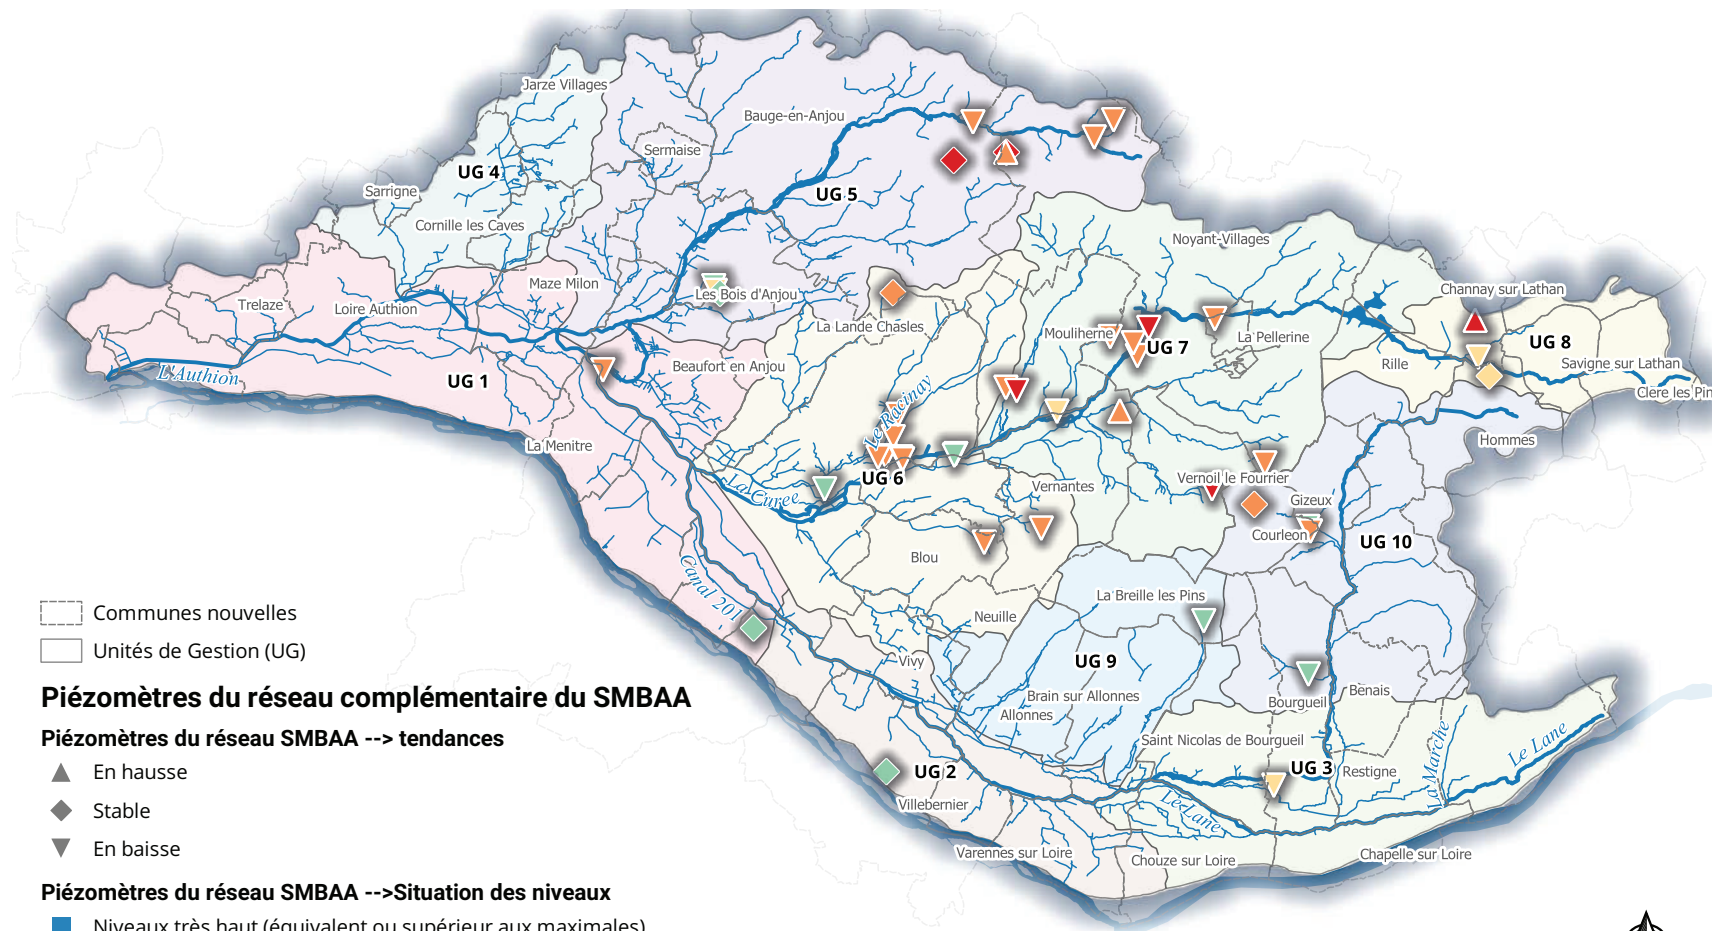 Jarze Villages
Bauge-en-Anjou
Sermaise
UG 4
Sarrigne
UG 5
Cornille les Caves
Noyant-Villages
Maze Milon
Les Bois d'Anjou
Channay sur Lathan
Trelaze
Loire Authion
La Lande Chasles
Mouliherne
La Pellerine
UG 7
UG 8
Rille
Savigne sur Lathan
L'Authion
UG 1
Beaufort en Anjou
Clere les Pin
Le Racinay
La Menitre
Hommes
UG 6
Vernantes
Vernoil le Fourrier
La Curee
Gizeux
Courleon
UG 10
Blou
Canal 201
La Breille les Pins
Communes nouvelles
Neuille
Unités de Gestion (UG)
Vivy
UG 9
Piézomètres du réseau complémentaire du SMBAA
Brain sur Allonnes
Benais
Bourgueil
Allonnes
Piézomètres du réseau SMBAA --> tendances
Saint Nicolas de Bourgueil
La Marche
Le Lane
En hausse
UG 2
UG 3
Restigne
Villebernier
Le Lane
Stable
En baisse
Varennes sur Loire
Chouze sur Loire
Chapelle sur Loire
Piézomètres du réseau SMBAA -->Situation des niveaux
Niveaux très haut (équivalent ou supérieur aux maximales)